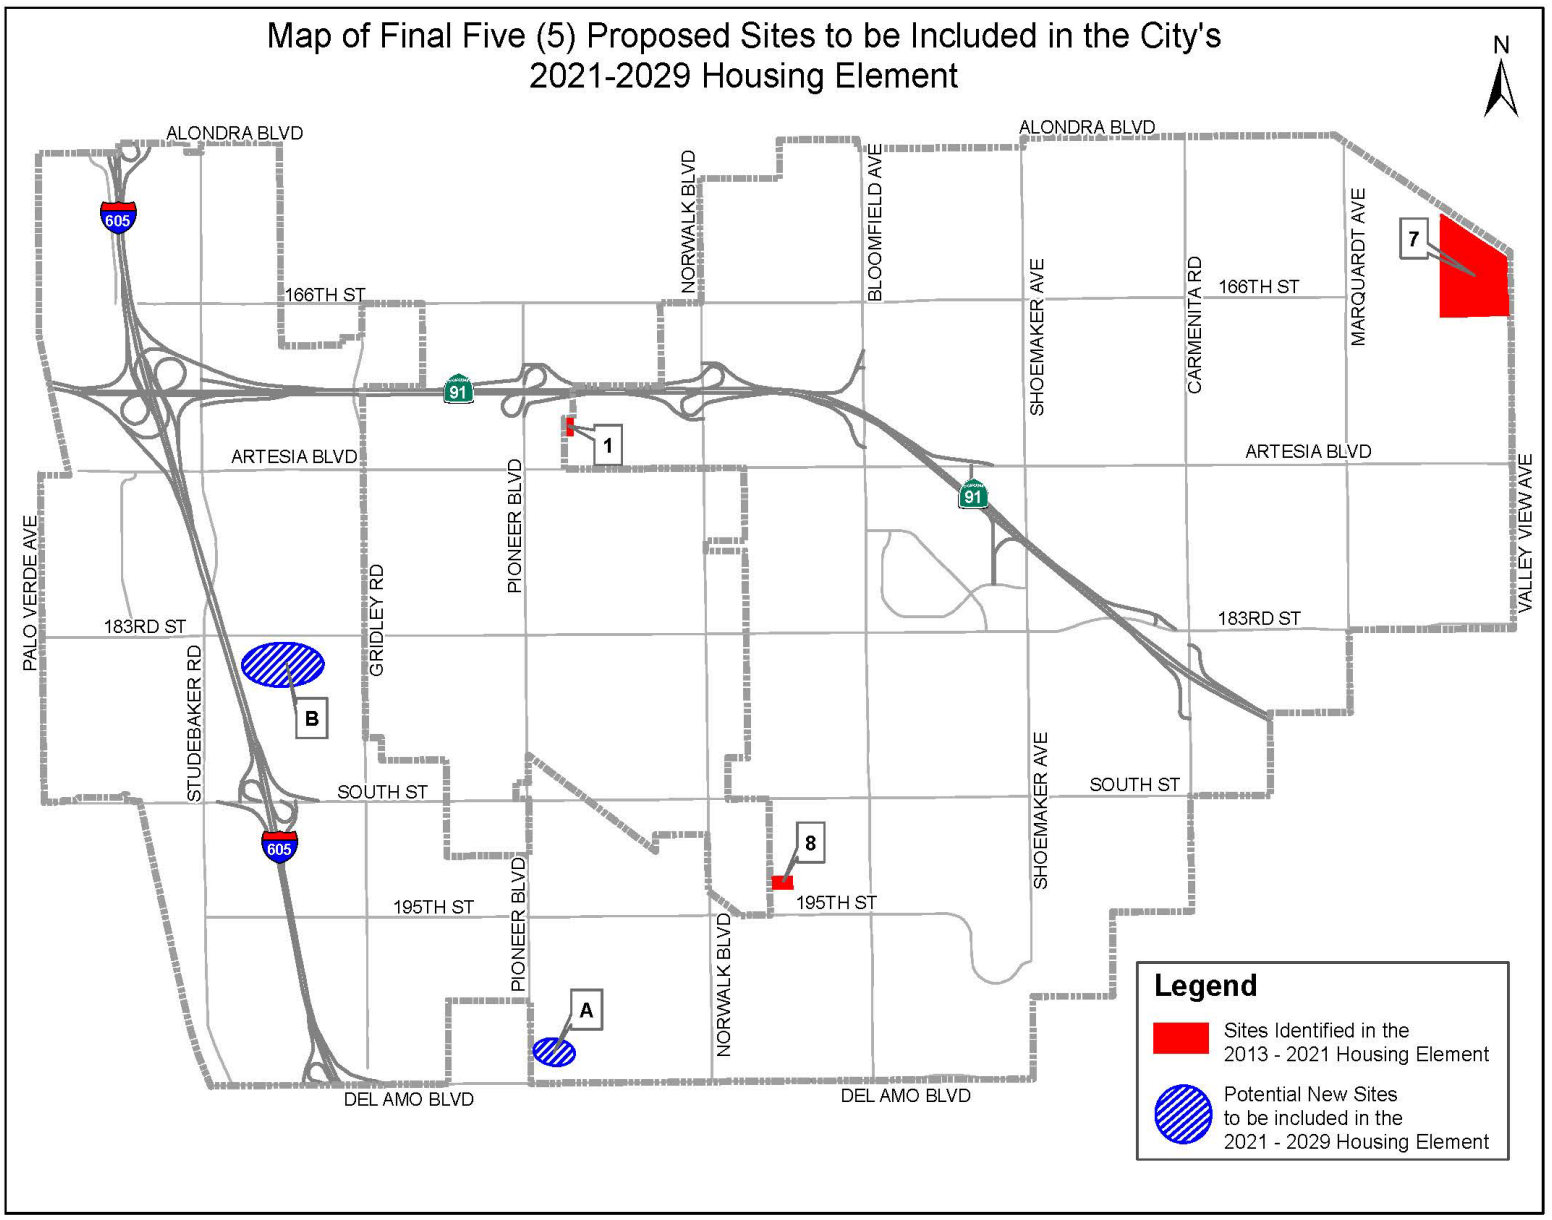 Map of Final Five (5) Proposed Sites to be Included in the City's
2021-2029 Housing Element
N
ALONDRA BLVD
ALONDRA BLVD
605
NORWALK BLVD
BLOOMFIELD AVE
MARQUARDT AVE
7
166TH ST
166TH ST
SHOEMAKER AVE
CARMENITA RD
91
1
ARTESIA BLVD
ARTESIA BLVD
91
PIONEER BLVD
VALLEY VIEW AVE
PALO VERDE AVE
GRIDLEY RD
183RD ST
183RD ST
STUDEBAKER RD
B
SOUTH ST
SOUTH ST
SHOEMAKER AVE
605
8
PIONEER BLVD
195TH ST
195TH ST
NORWALK BLVD
A
DEL AMO BLVD
DEL AMO BLVD
Legend
Sites Identified in the
2013 - 2021 Housing Element
Potential New Sites
to be included in the
2021 - 2029 Housing Element